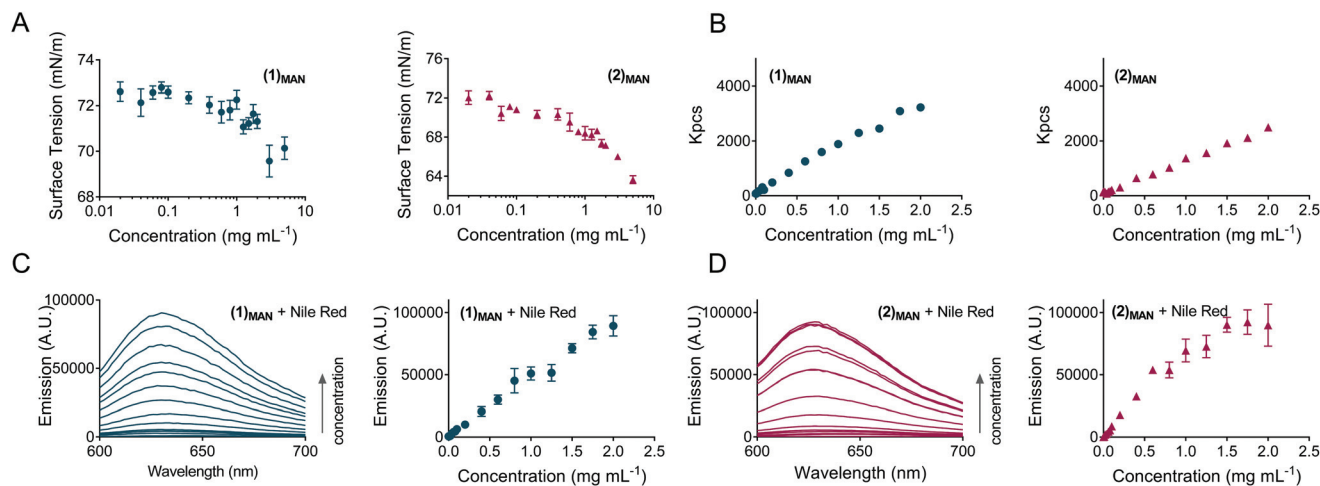 A
Surface Tension (mN/m)
74
72
70
68
0.01
0.1
1
10
Concentration (mg mL⁻¹)
(1)MAN
Surface Tension (mN/m)
76
72
68
64
0.01
0.1
1
10
Concentration (mg mL⁻¹)
(2)MAN
B
Kpcs
4000
2000
0
0.0
0.5
1.0
1.5
2.0
2.5
Concentration (mg mL⁻¹)
(1)MAN
Kpcs
4000
2000
0
0.0
0.5
1.0
1.5
2.0
2.5
Concentration (mg mL⁻¹)
(2)MAN
C
Emission (A.U.)
100000
50000
0
600
650
700
Wavelength (nm)
(1)MAN + Nile Red
concentration
Emission (A.U.)
100000
50000
0
0.0
0.5
1.0
1.5
2.0
2.5
Concentration (mg mL⁻¹)
(1)MAN + Nile Red
D
Emission (A.U.)
100000
50000
0
600
650
700
Wavelength (nm)
(2)MAN + Nile Red
concentration
Emission (A.U.)
100000
50000
0
0.0
0.5
1.0
1.5
2.0
2.5
Concentration (mg mL⁻¹)
(2)MAN + Nile Red